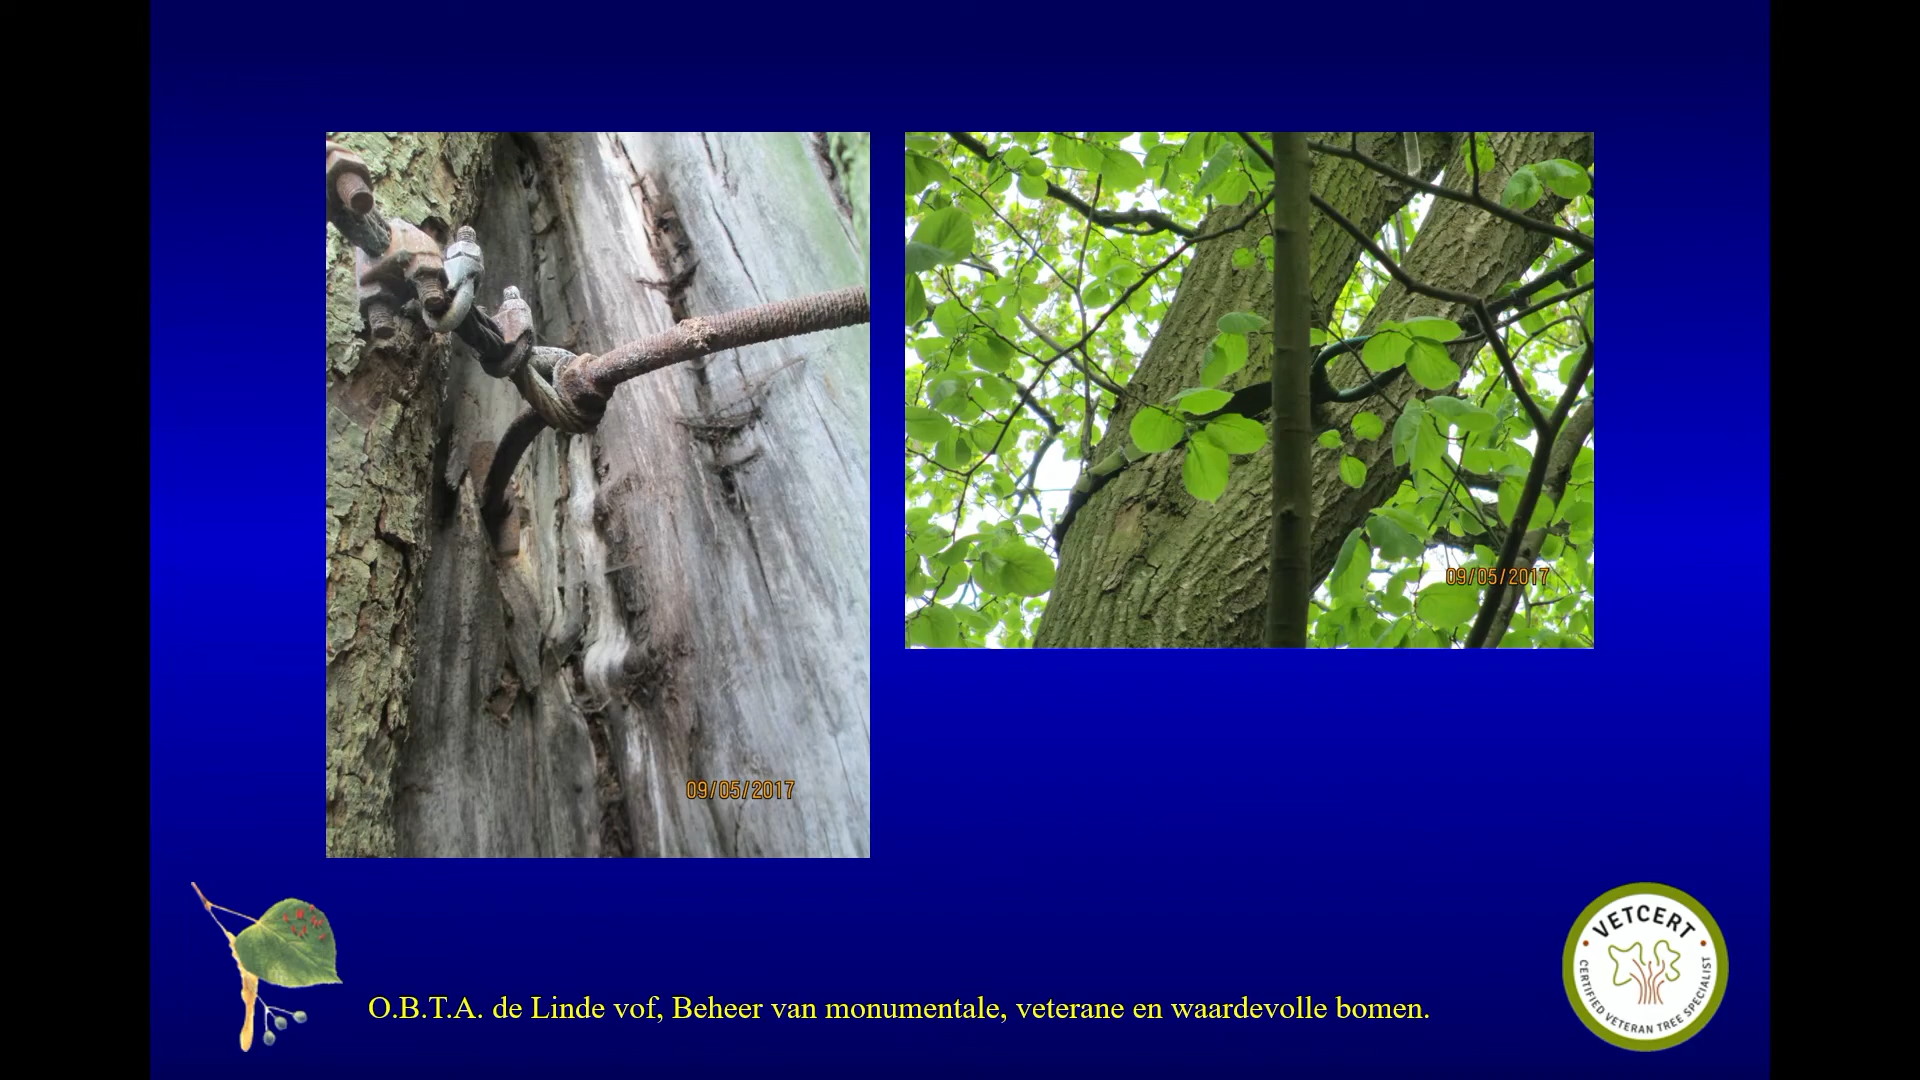 09/05/2017
09/05/2017
O.B.T.A. de Linde vof, Beheer van monumentale, veterane en waardevolle bomen.
VETCERT
CERTIFIED VETERAN TREE SPECIALIST